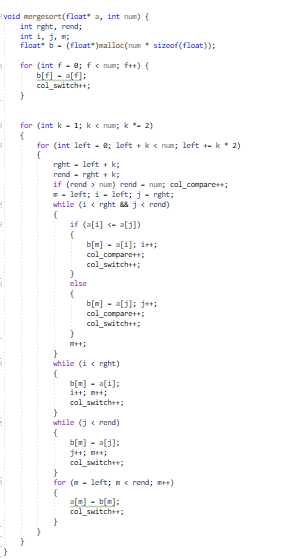 void mergesort(float* a, int num) {
int rght, rend;
int i, j, m;
float* b = (float*)malloc(num * sizeof(float));
for (int f = 0; f < num; f++) {
b[f] = a[f];
col_switch++;
}
for (int k = 1; k < num; k *= 2)
{
for (int left = 0; left + k < num; left += k * 2)
{
rght = left + k;
rend = rght + k;
if (rend > num) rend = num; col_compare++;
m = left; i = left; j = rght;
while (i < rght && j < rend)
{
if (a[i] <= a[j])
{
b[m] = a[i]; i++;
col_compare++;
col_switch++;
}
else
{
b[m] = a[j]; j++;
col_compare++;
col_switch++;
}
m++;
}
while (i < rght)
{
b[m] = a[i];
i++; m++;
col_switch++;
}
while (j < rend)
{
b[m] = a[j];
j++; m++;
col_switch++;
}
for (m = left; m < rend; m++)
{
a[m] = b[m];
col_switch++;
}
}
}
}